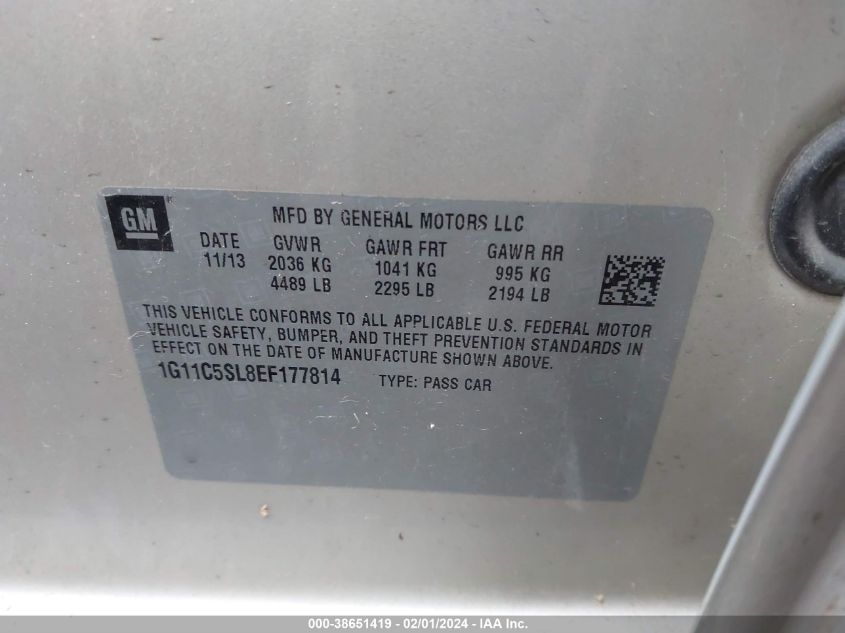 GM
MFD BY GENERAL MOTORS LLC
DATE GVWR GAWR FRT GAWR RR
11/13 2036 KG 1041 KG 995 KG
4489 LB 2295 LB 2194 LB
THIS VEHICLE CONFORMS TO ALL APPLICABLE U.S. FEDERAL MOTOR
VEHICLE SAFETY, BUMPER, AND THEFT PREVENTION STANDARDS IN
EFFECT ON THE DATE OF MANUFACTURE SHOWN ABOVE.
1G11C5SL8EF177814 TYPE: PASS CAR
000-38651419 - 02/01/2024 - IAA Inc.